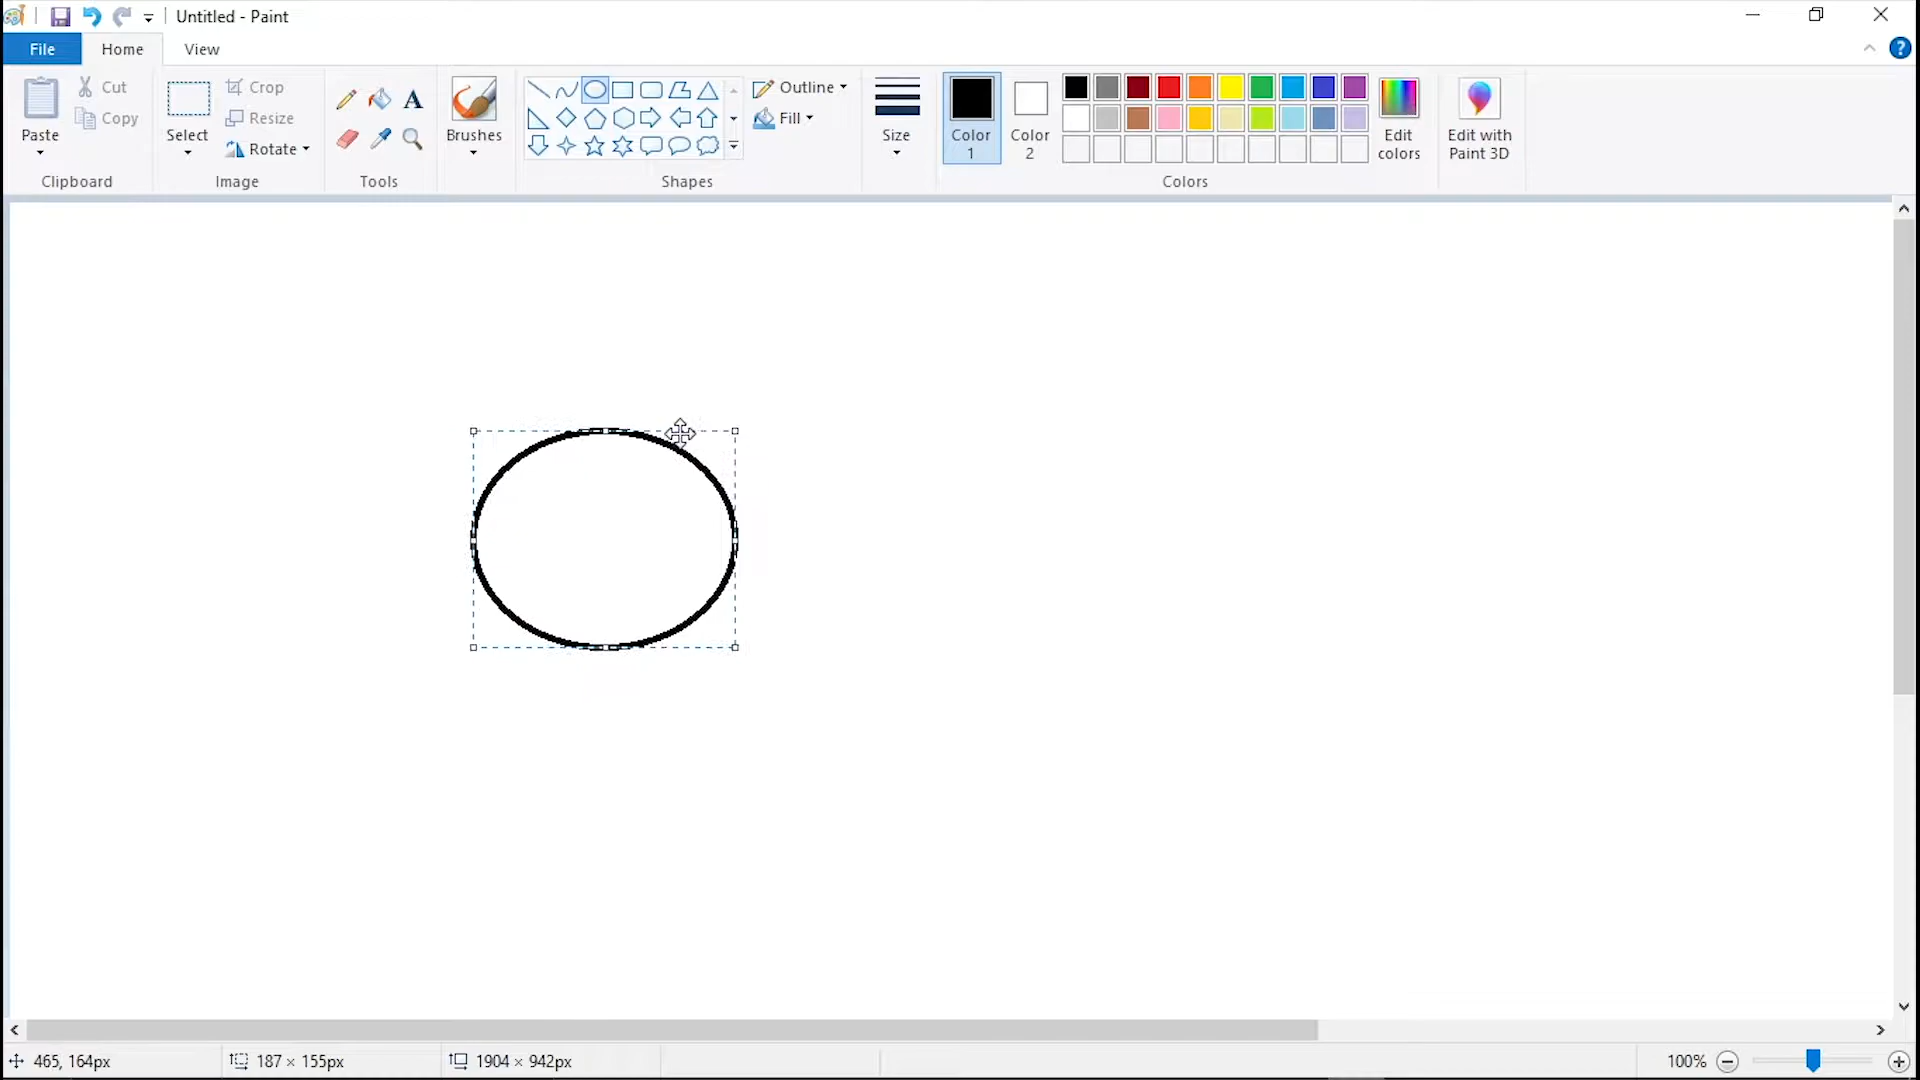 Untitled - Paint
File Home View
Paste Cut Copy
Clipboard
Select Crop Resize Rotate
Image
Tools
Brushes
Shapes
Outline
Fill
Size
Color 1
Color 2
Edit colors
Colors
Edit with Paint 3D
465, 164px 187 × 155px 1904 × 942px 100%